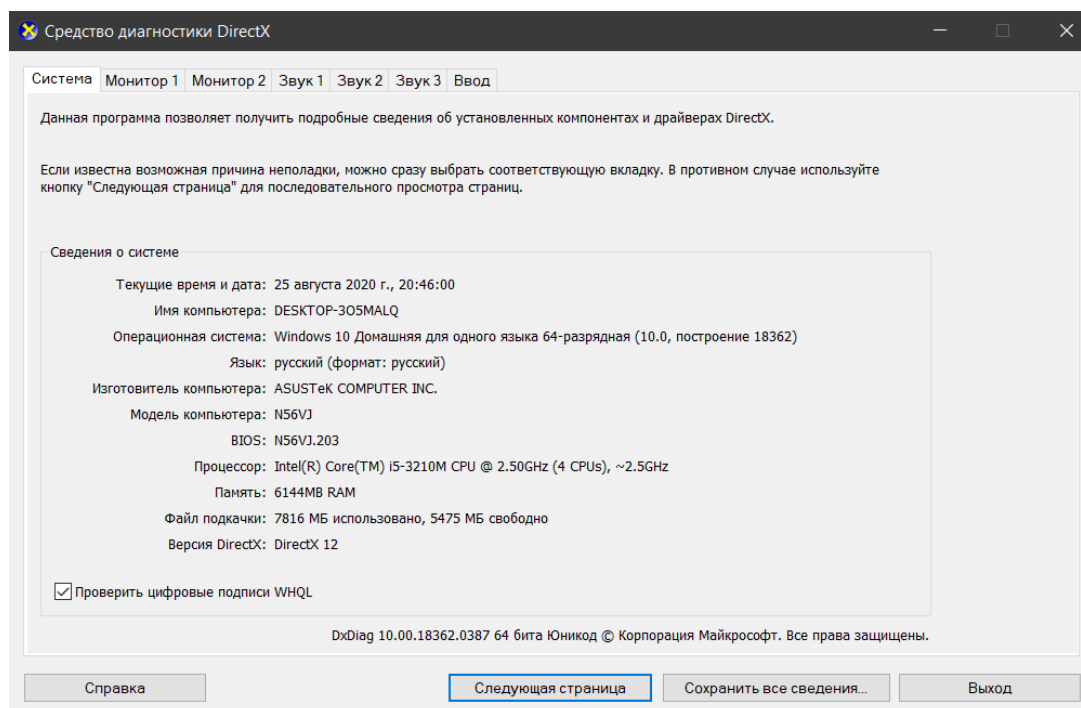 Средство диагностики DirectX
Система Монитор 1 Монитор 2 Звук 1 Звук 2 Звук 3 Ввод
Данная программа позволяет получить подробные сведения об установленных компонентах и драйверах DirectX.
Если известна возможная причина неполадки, можно сразу выбрать соответствующую вкладку. В противном случае используйте
кнопку "Следующая страница" для последовательного просмотра страниц.
Сведения о системе
Текущие время и дата: 25 августа 2020 г., 20:46:00
Имя компьютера: DESKTOP-3O5MALQ
Операционная система: Windows 10 Домашняя для одного языка 64-разрядная (10.0, построение 18362)
Язык: русский (формат: русский)
Изготовитель компьютера: ASUSTeK COMPUTER INC.
Модель компьютера: N56VJ
BIOS: N56VJ.203
Процессор: Intel(R) Core(TM) i5-3210M CPU @ 2.50GHz (4 CPUs), ~2.5GHz
Память: 6144MB RAM
Файл подкачки: 7816 МБ использовано, 5475 МБ свободно
Версия DirectX: DirectX 12
Проверить цифровые подписи WHQL
DxDiag 10.00.18362.0387 64 бита Юникод © Корпорация Майкрософт. Все права защищены.
Справка Следующая страница Сохранить все сведения... Выход